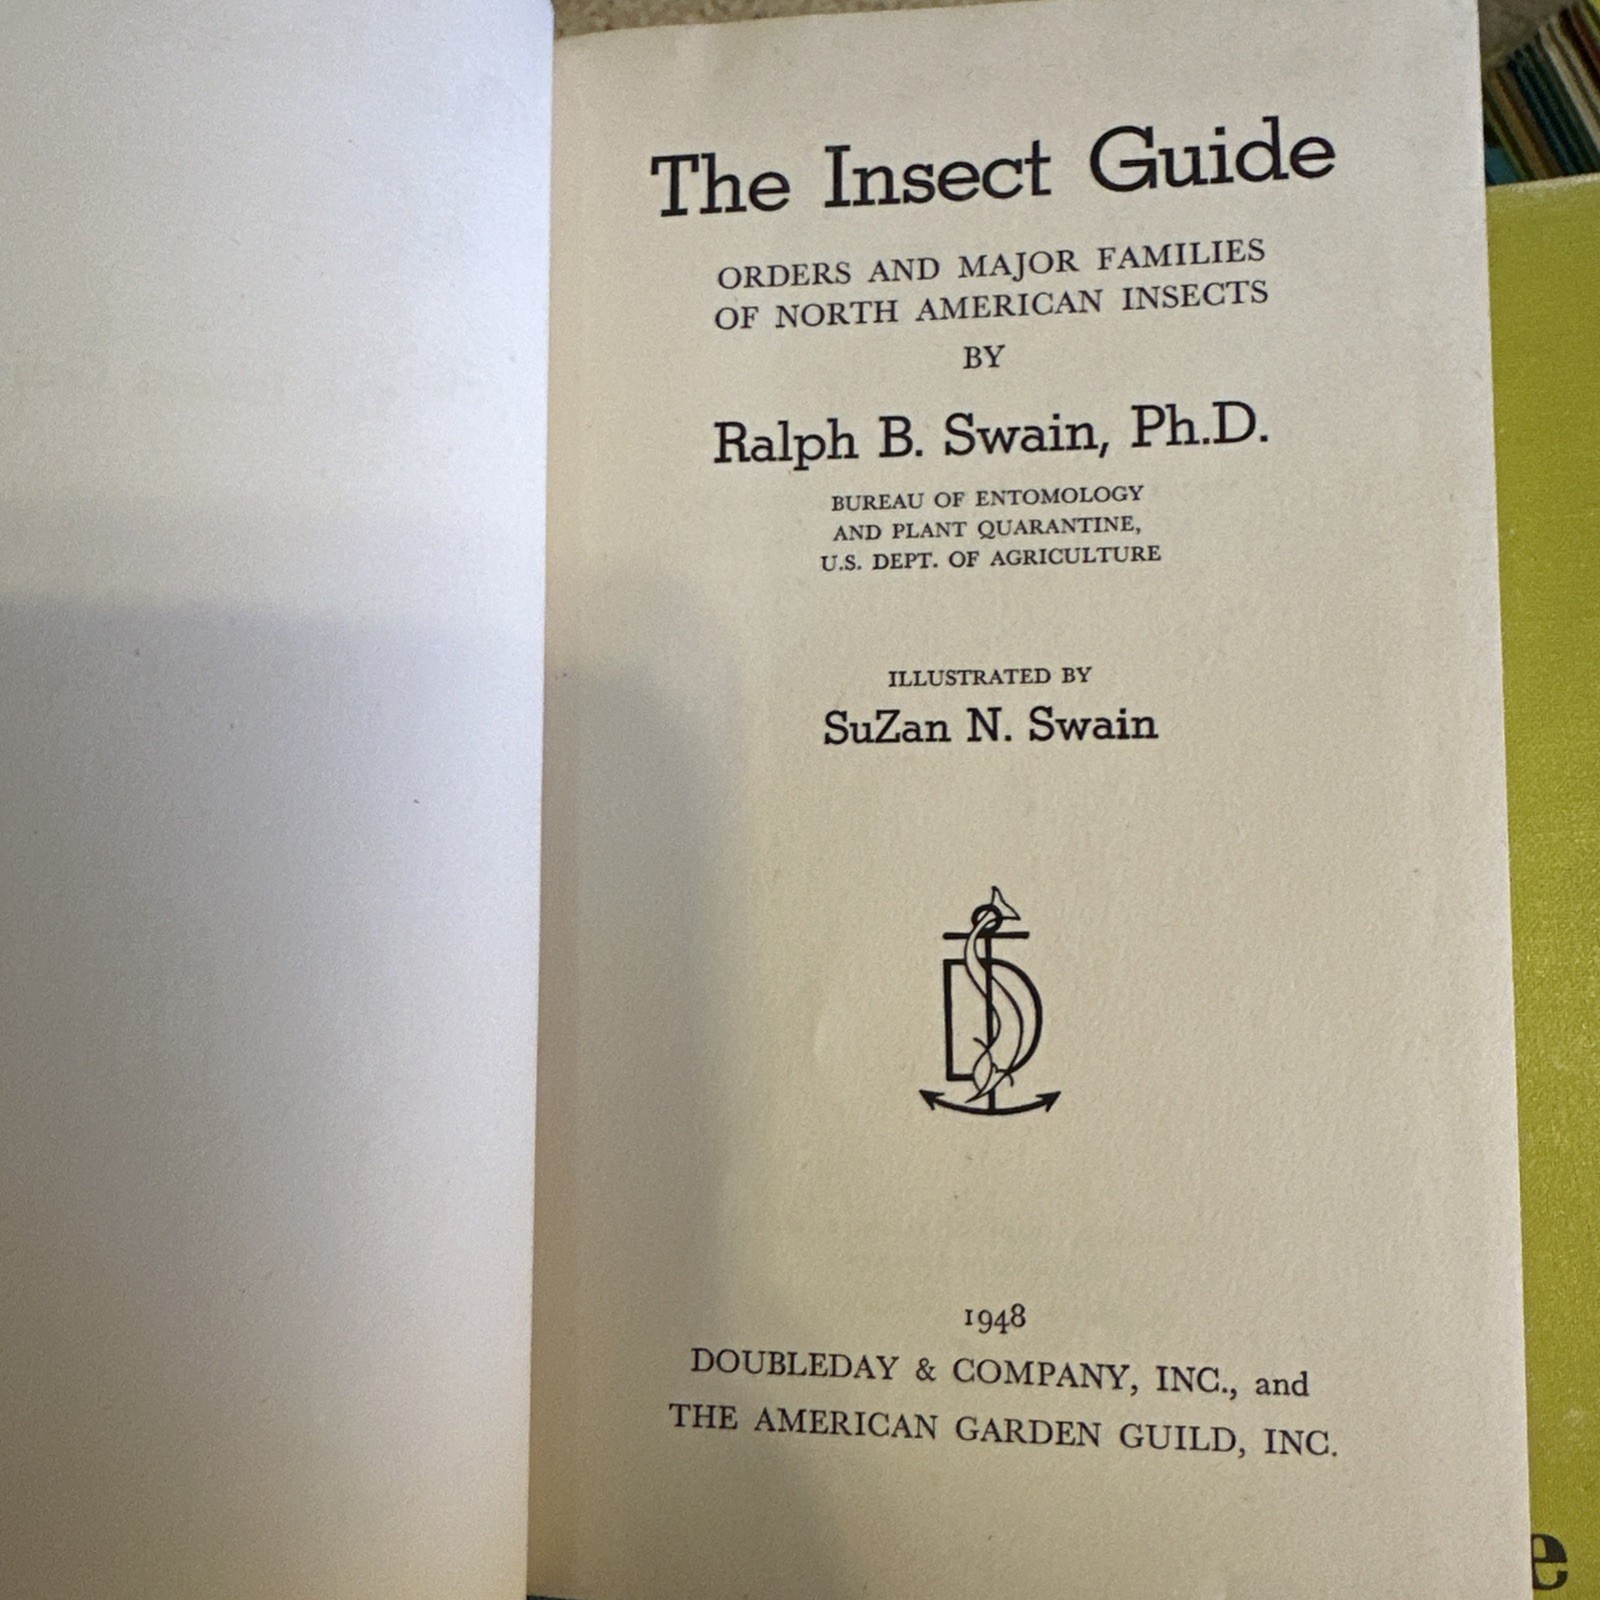 The Insect Guide
ORDERS AND MAJOR FAMILIES
OF NORTH AMERICAN INSECTS
BY
Ralph B. Swain, Ph.D.
BUREAU OF ENTOMOLOGY
AND PLANT QUARANTINE,
U.S. DEPT. OF AGRICULTURE
ILLUSTRATED BY
SuZan N. Swain
D
1948
DOUBLEDAY & COMPANY, INC., and
THE AMERICAN GARDEN GUILD, INC.
e